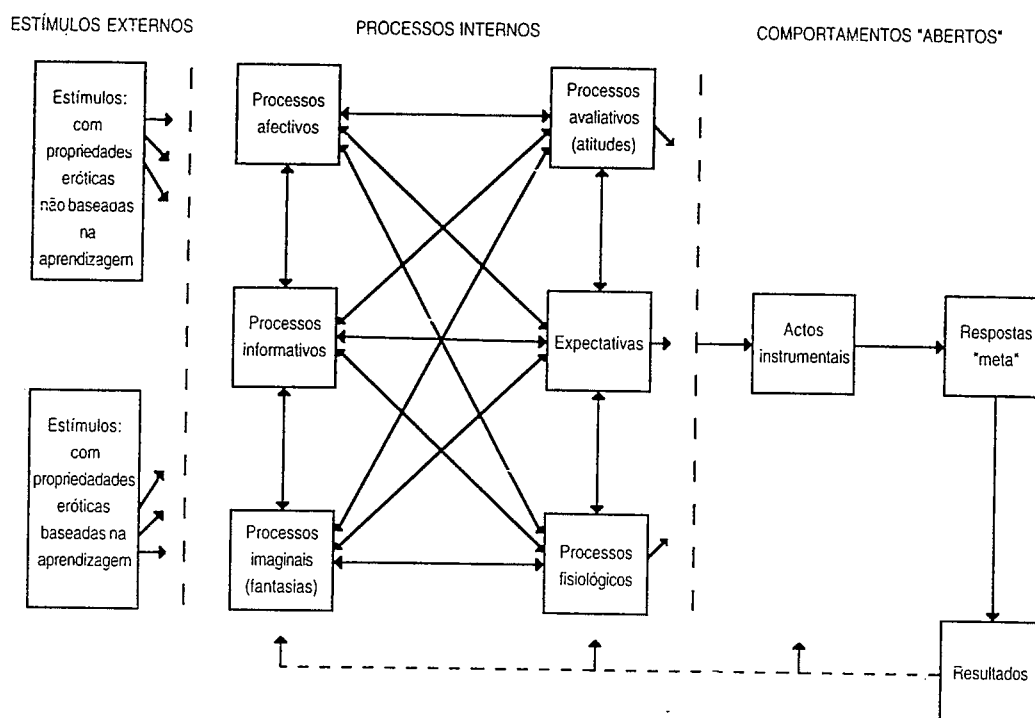 ESTÍMULOS EXTERNOS
PROCESSOS INTERNOS
COMPORTAMENTOS "ABERTOS"
Estímulos:
com
propriedades
eróticas
não baseadas
na
aprendizagem
Processos
afectivos
Processos
avaliativos
(atitudes)
Processos
informativos
Expectativas
Actos
instrumentais
Respostas
"meta"
Estímulos:
com
propriedadades
eróticas
baseadas na
aprendizagem
Processos
imaginais
(fantasias)
Processos
fisiológicos
Resultados